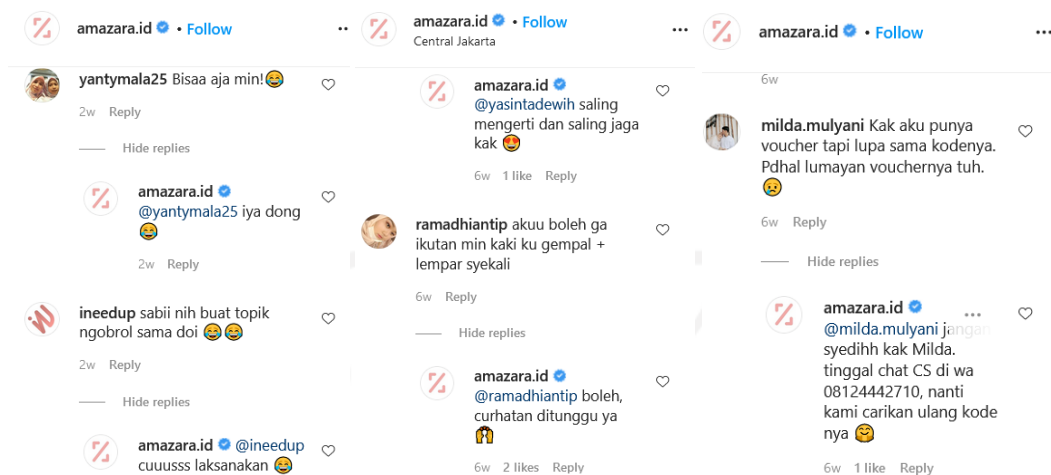 amazara.id • Follow
yantymala25 Bisaa aja min!😂
2w Reply
Hide replies
amazara.id
@yantymala25 iya dong
😂
2w Reply
ineedup sabii nih buat topik
ngobrol sama doi 😂😂
2w Reply
Hide replies
amazara.id @ineedup
cuuusss laksanakan 😂
amazara.id • Follow
Central Jakarta
amazara.id
@yasintadewih saling
mengerti dan saling jaga
kak 😍
6w 1 like Reply
ramadhiantip akuu boleh ga
ikutan min kaki ku gempal +
lempar syekali
6w Reply
Hide replies
amazara.id
@ramadhiantip boleh,
curhatan ditunggu ya
🙌
6w 2 likes Reply
amazara.id • Follow
6w
milda.mulyani Kak aku punya
voucher tapi lupa sama kodenya.
Pdhal lumayan vouchernya tuh.
😢
6w Reply
Hide replies
amazara.id
@milda.mulyani jangan
syedihh kak Milda.
tinggal chat CS di wa
08124442710, nanti
kami carikan ulang kode
nya 🤗
6w 1 like Reply